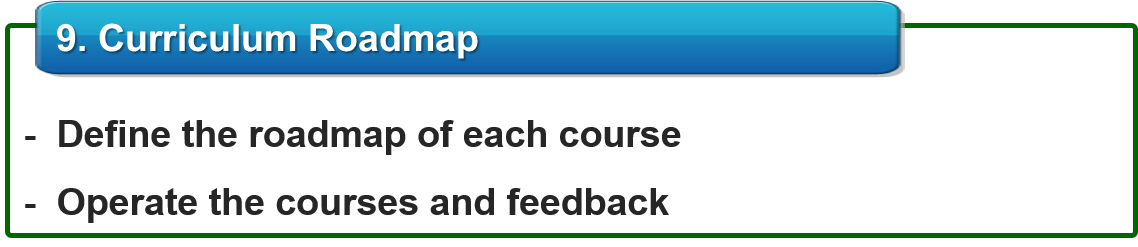 9. Curriculum Roadmap
- Define the roadmap of each course
- Operate the courses and feedback